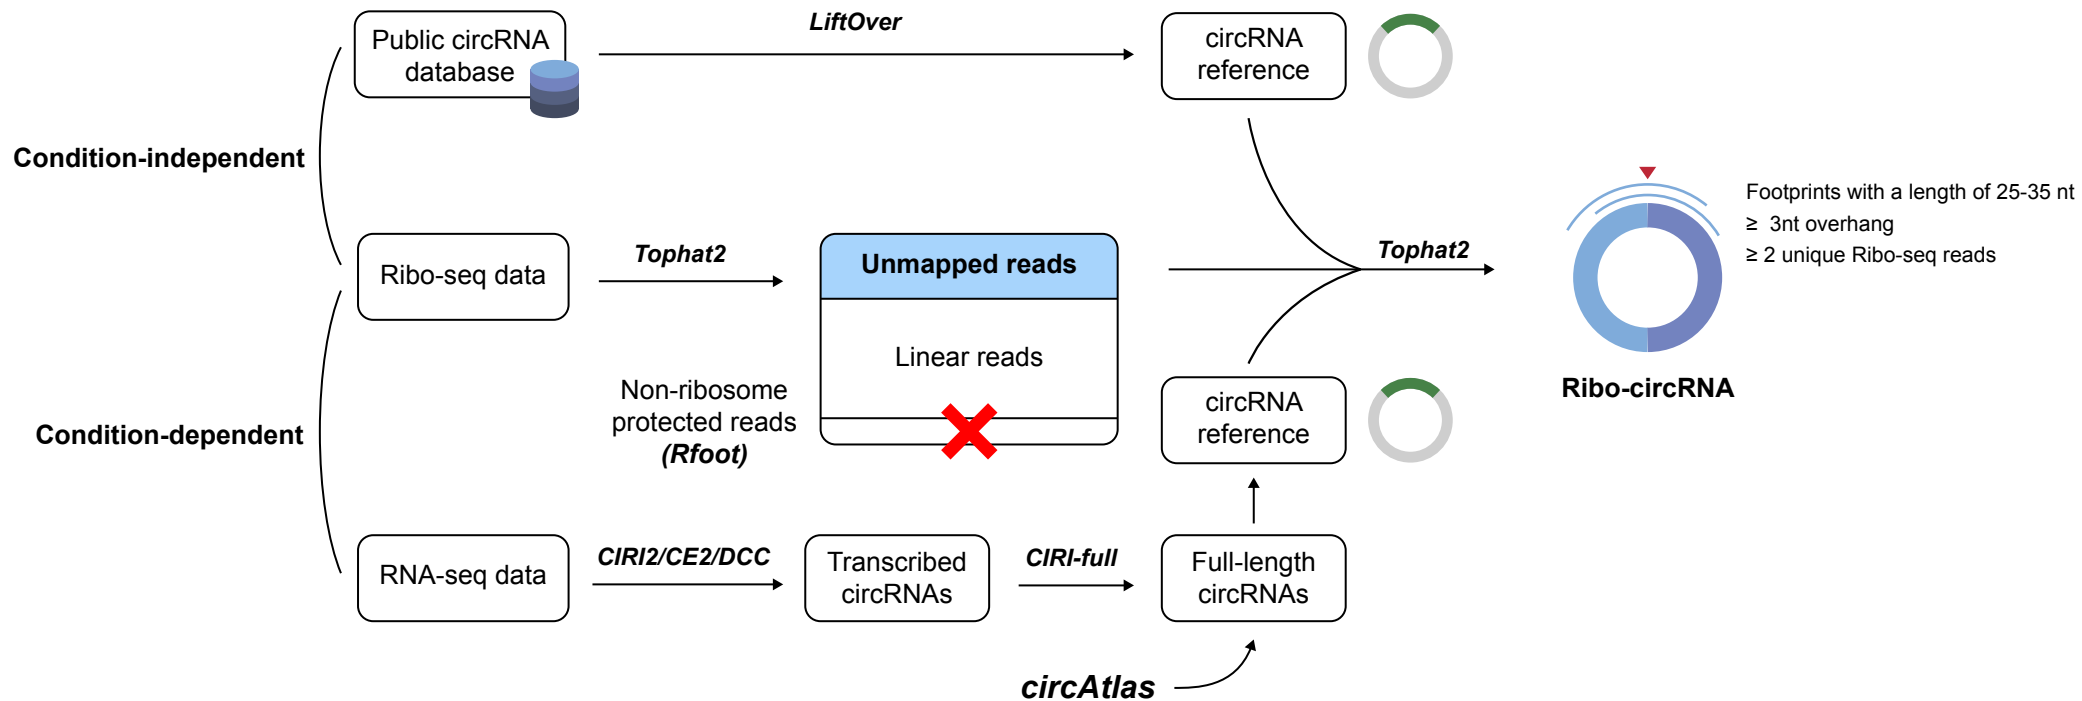 Public circRNA
database
LiftOver
circRNA
reference
Condition-independent
Footprints with a length of 25-35 nt
≥ 3nt overhang
≥ 2 unique Ribo-seq reads
Ribo-seq data
Tophat2
Unmapped reads
Tophat2
Linear reads
Ribo-circRNA
Non-ribosome
protected reads
(Rfoot)
circRNA
reference
Condition-dependent
RNA-seq data
CIRI2/CE2/DCC
Transcribed
circRNAs
CIRI-full
Full-length
circRNAs
circAtlas